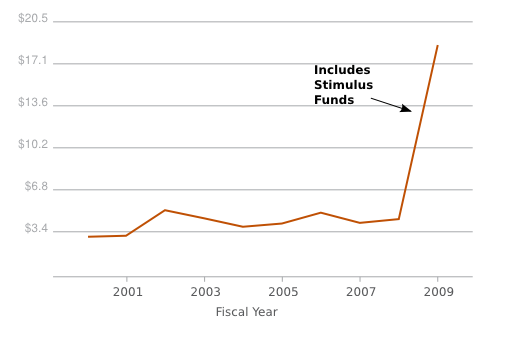 $20.5
$17.1
Includes
Stimulus
Funds
$13.6
$10.2
$6.8
$3.4
2001 2003 2005 2007 2009
Fiscal Year